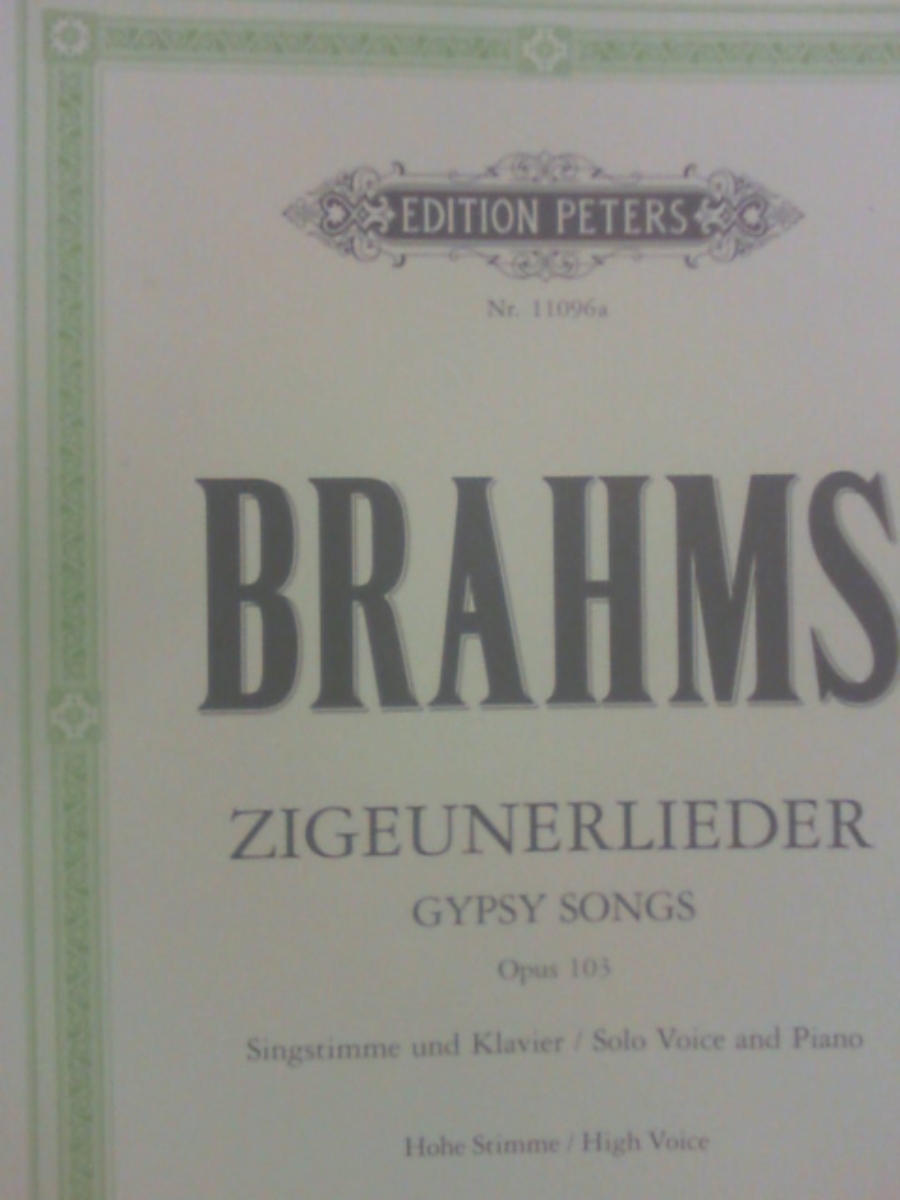 EDITION PETERS
Nr. 11096a
BRAHMS
ZIGEUNERLIEDER
GYPSY SONGS
Opus 103
Singstimme und Klavier / Solo Voice and Piano
Hohe Stimme / High Voice